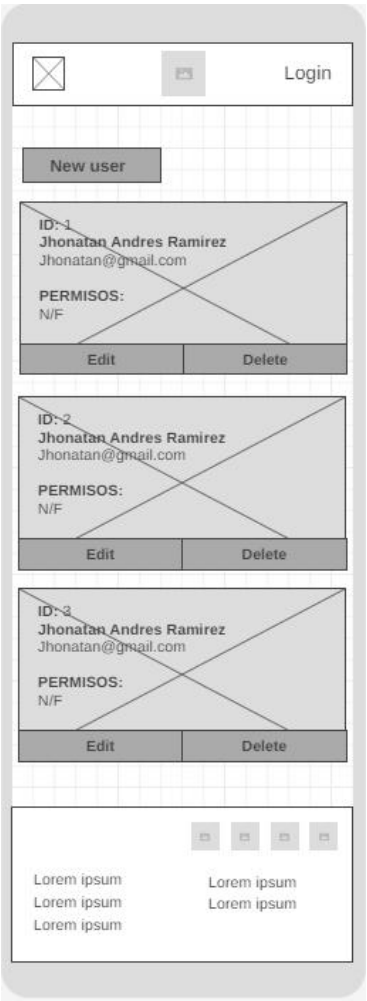 Login
New user
ID: 1
Jhonatan Andres Ramirez
Jhonatan@gmail.com
PERMISOS:
N/F
Edit Delete
ID: 2
Jhonatan Andres Ramirez
Jhonatan@gmail.com
PERMISOS:
N/F
Edit Delete
ID: 3
Jhonatan Andres Ramirez
Jhonatan@gmail.com
PERMISOS:
N/F
Edit Delete
Lorem ipsum Lorem ipsum
Lorem ipsum Lorem ipsum
Lorem ipsum